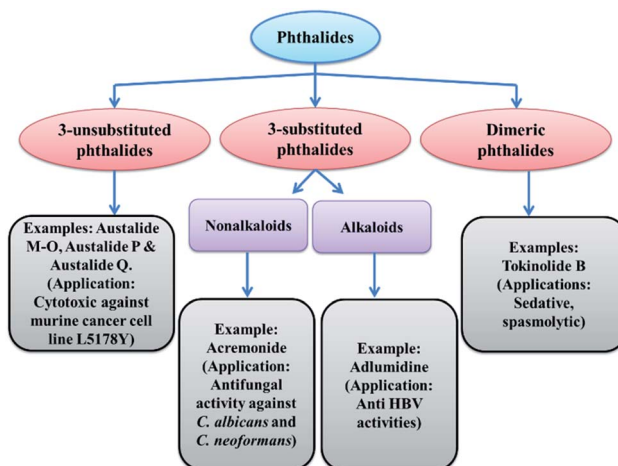 Phthalides
3-unsubstituted
phthalides
3-substituted
phthalides
Dimeric
phthalides
Examples: Austalide
M-O, Austalide P &
Austalide Q.
(Application:
Cytotoxic against
murine cancer cell
line L5178Y)
Nonalkaloids
Alkaloids
Examples:
Tokinolide B
(Applications:
Sedative,
spasmolytic)
Example:
Acremonide
(Application:
Antifungal
activity against
C. albicans and
C. neoformans)
Example:
Adlumidine
(Application:
Anti HBV
activities)